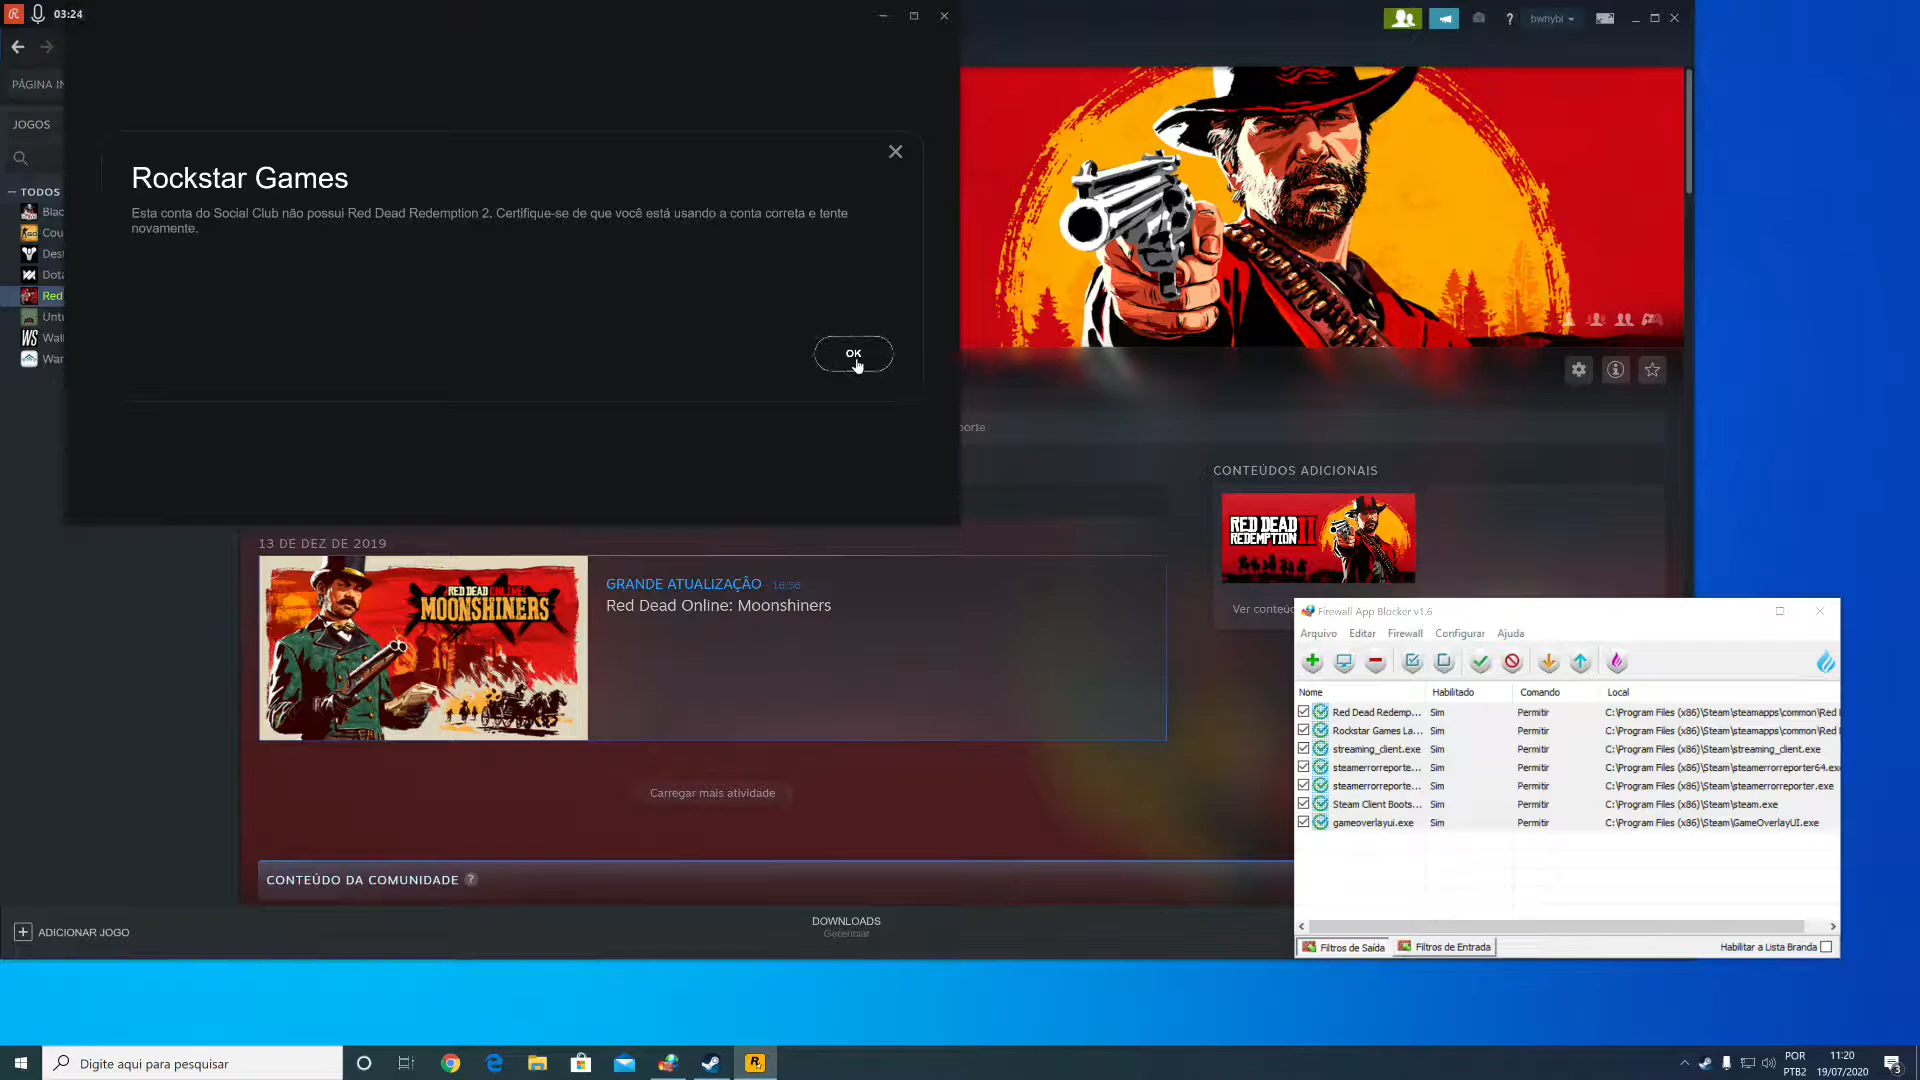 03:24
bwnybi
PÁGINA IN
JOGOS
TODOS
Blac
Cou
Des
Dota
Red
Untu
Wall
War
Rockstar Games
Esta conta do Social Club não possui Red Dead Redemption 2. Certifique-se de que você está usando a conta correta e tente
novamente.
OK
porte
CONTEÚDOS ADICIONAIS
RED DEAD
REDEMPTION II
Ver conteúd
13 DE DEZ DE 2019
RED DEAD ONLINE
MOONSHINERS
GRANDE ATUALIZAÇÃO 16:56
Red Dead Online: Moonshiners
Carregar mais atividade
CONTEÚDO DA COMUNIDADE ?
ADICIONAR JOGO
DOWNLOADS
Gerenciar
Firewall App Blocker v1.6
Arquivo Editar Firewall Configurar Ajuda
Nome Habilitado Comando Local
Red Dead Redemp... Sim Permitir C:\Program Files (x86)\Steam\steamapps\common\Red
Rockstar Games La... Sim Permitir C:\Program Files (x86)\Steam\steamapps\common\Red
streaming_client.exe Sim Permitir C:\Program Files (x86)\Steam\streaming_client.exe
steamerrorreporte... Sim Permitir C:\Program Files (x86)\Steam\steamerrorreporter64.exe
steamerrorreporte... Sim Permitir C:\Program Files (x86)\Steam\steamerrorreporter.exe
Steam Client Boots... Sim Permitir C:\Program Files (x86)\Steam\steam.exe
gameoverlayui.exe Sim Permitir C:\Program Files (x86)\Steam\GameOverlayUI.exe
Filtros de Saída Filtros de Entrada Habilitar a Lista Branda
Digite aqui para pesquisar
POR
PTB2
11:20
19/07/2020
3